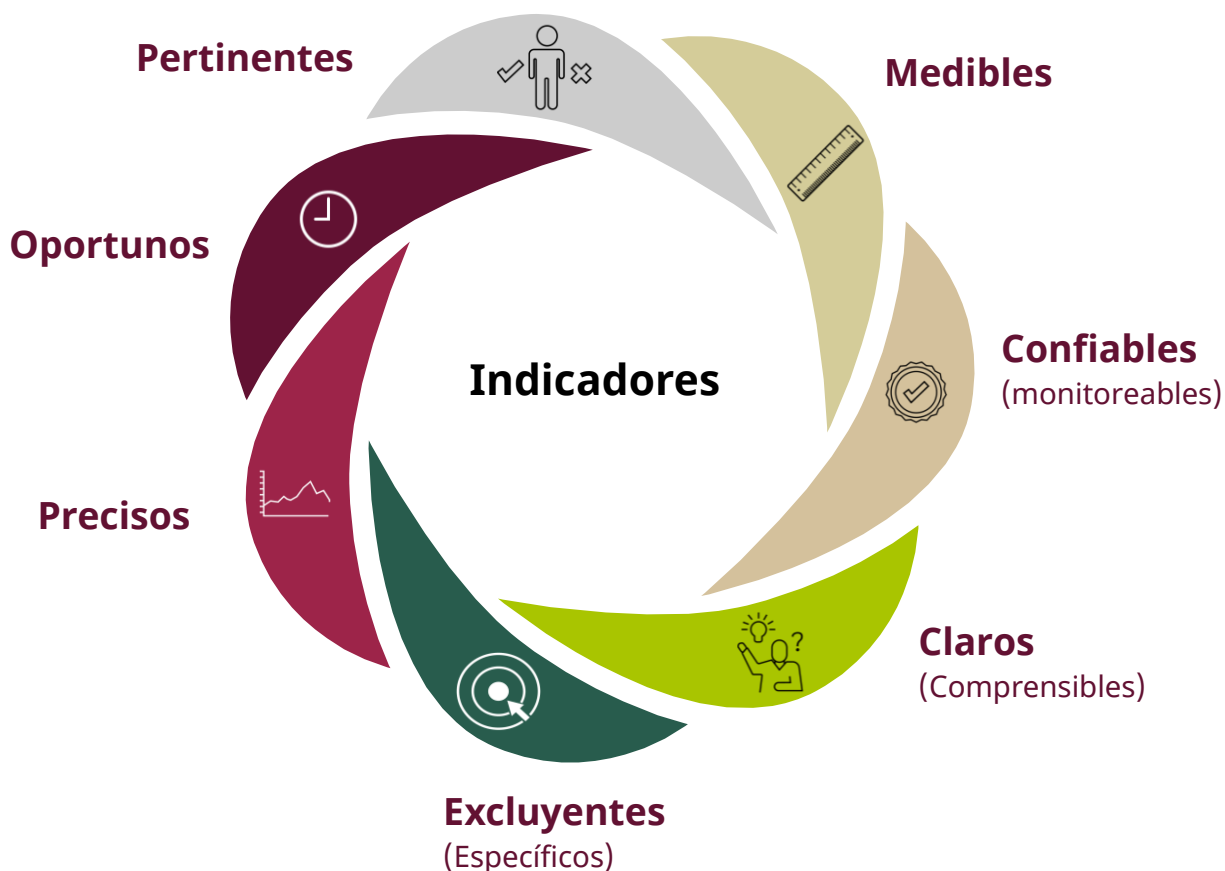 Pertinentes
Medibles
Oportunos
Confiables
(monitoreables)
Indicadores
Precisos
Claros
(Comprensibles)
?
Excluyentes
(Específicos)